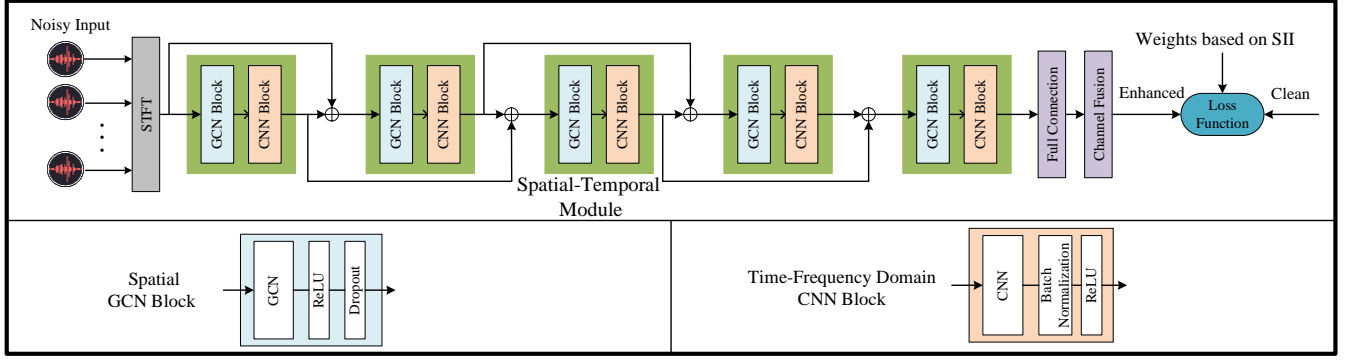 Noisy Input
STFT
GCN Block
CNN Block
GCN Block
CNN Block
GCN Block
CNN Block
GCN Block
CNN Block
GCN Block
CNN Block
Full Connection
Channel Fusion
Weights based on SII
Enhanced
Loss
Function
Clean
Spatial-Temporal
Module
Spatial
GCN Block
GCN
ReLU
Dropout
Time-Frequency Domain
CNN Block
CNN
Batch
Normalization
ReLU